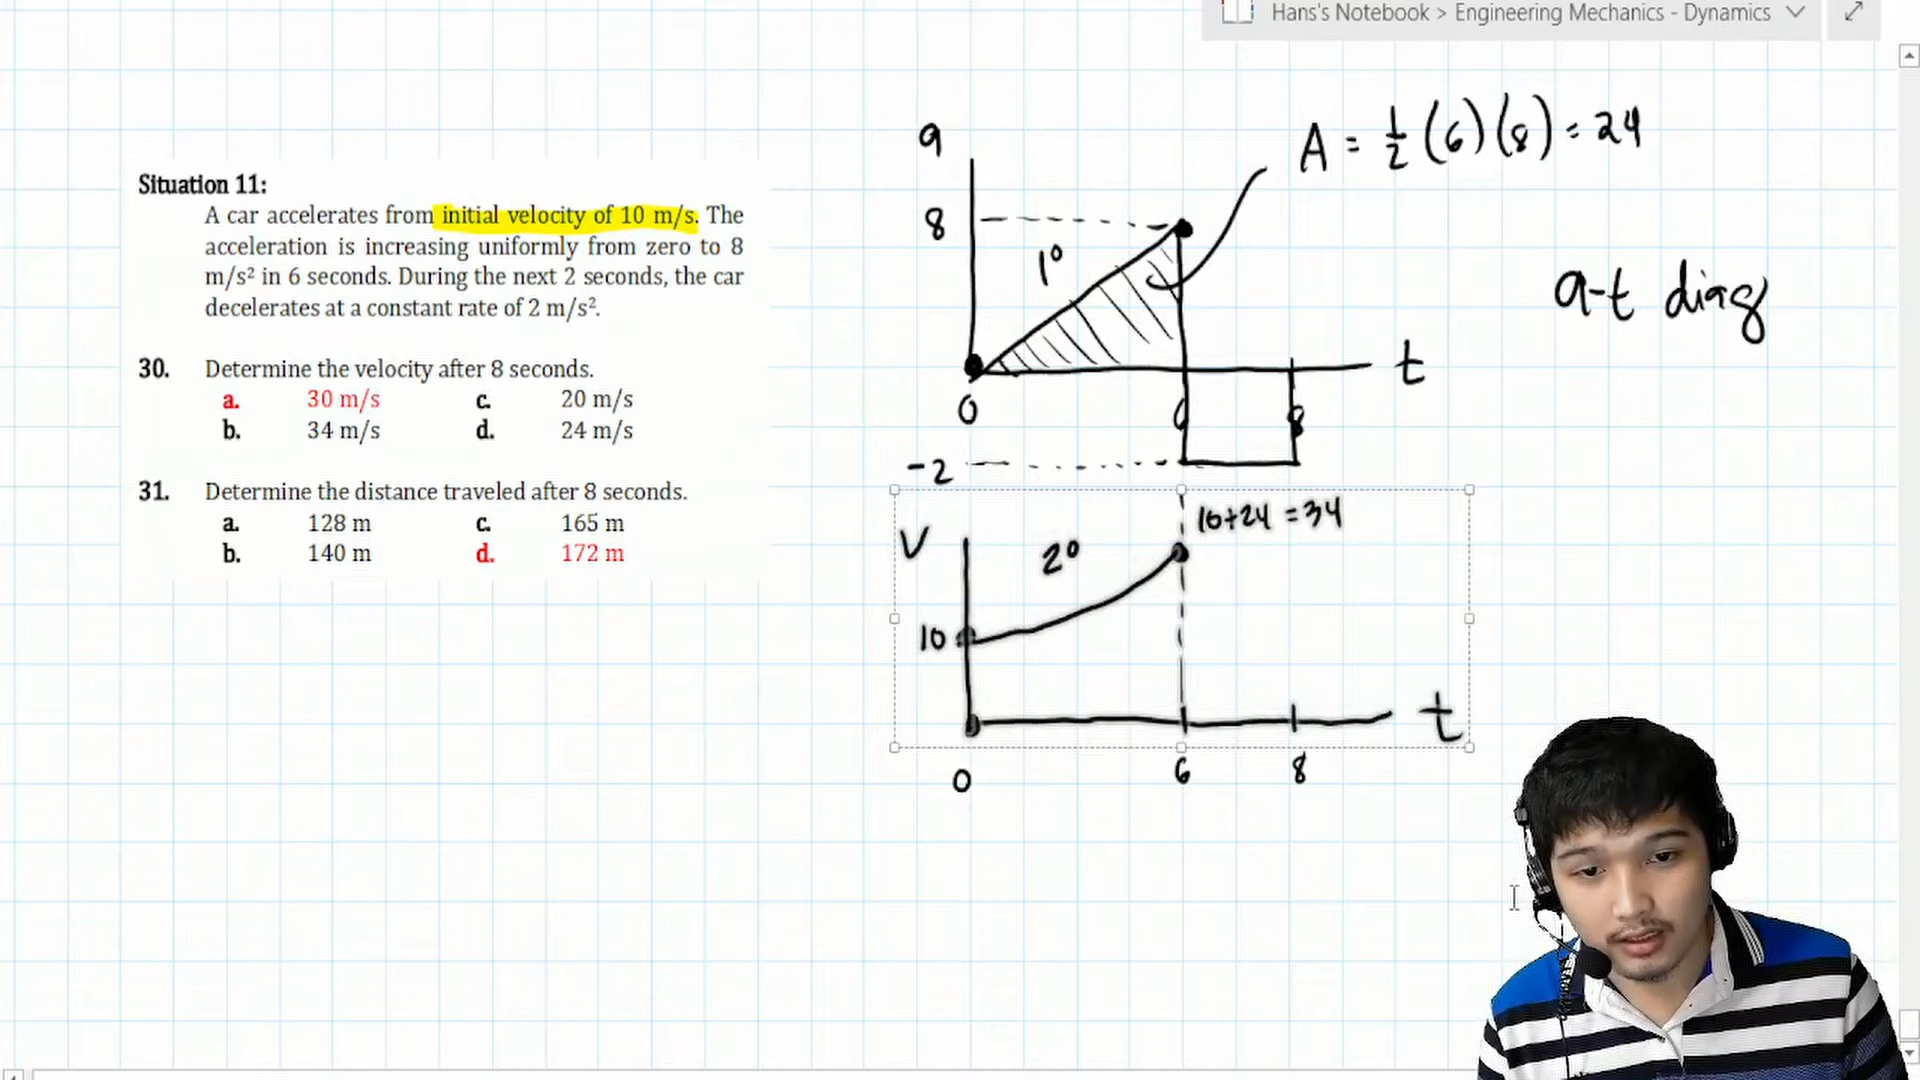 Hans's Notebook > Engineering Mechanics - Dynamics
Situation 11:
A car accelerates from initial velocity of 10 m/s. The
acceleration is increasing uniformly from zero to 8
m/s² in 6 seconds. During the next 2 seconds, the car
decelerates at a constant rate of 2 m/s².
30. Determine the velocity after 8 seconds.
a. 30 m/s c. 20 m/s
b. 34 m/s d. 24 m/s
31. Determine the distance traveled after 8 seconds.
a. 128 m c. 165 m
b. 140 m d. 172 m
a
A = 1/2 (6)(8) = 24
8
1°
a-t diag
t
0 6 8
-2
V
2°
10+24 = 34
10
t
0 6 8